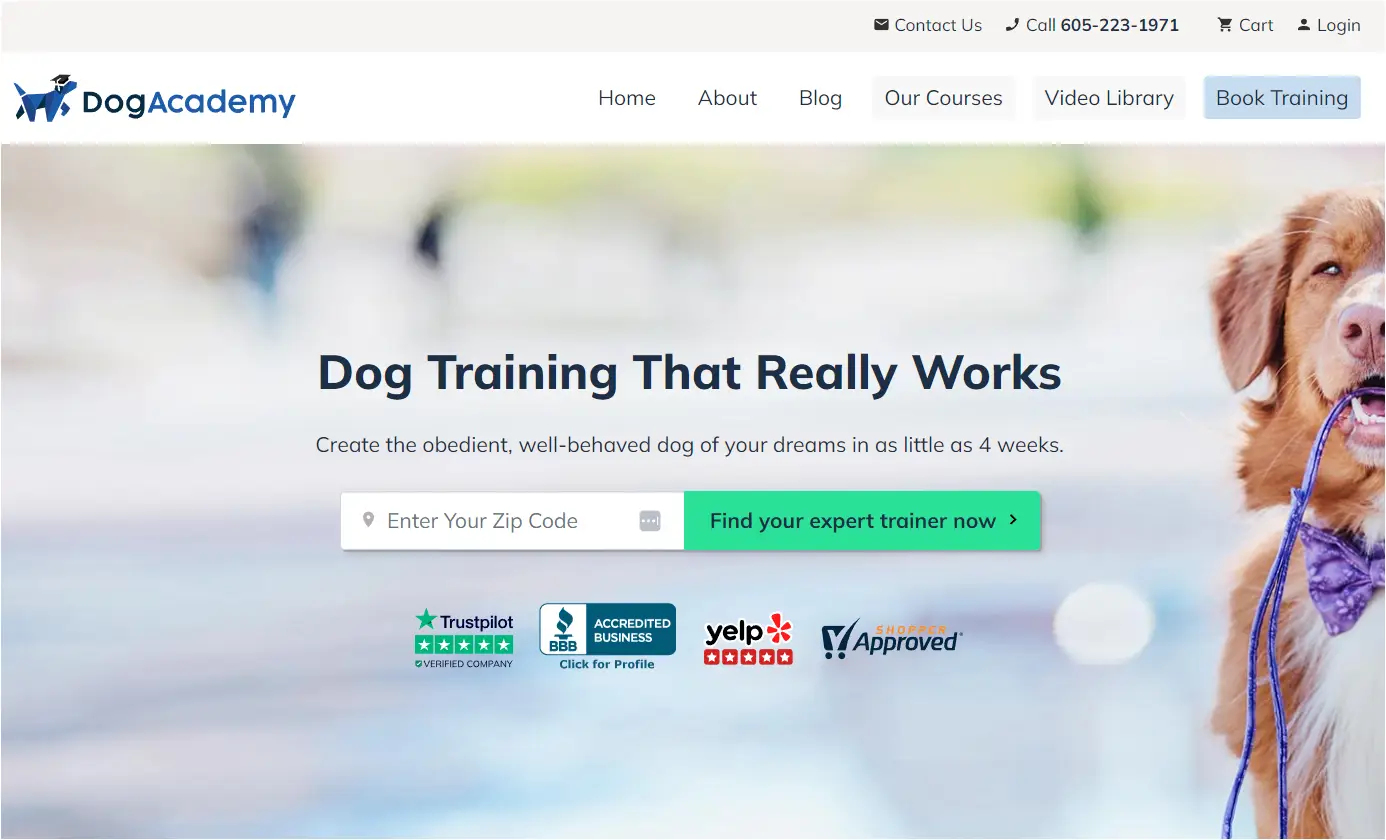 Contact Us Call 605-223-1971 Cart Login
DogAcademy Home About Blog Our Courses Video Library Book Training
Dog Training That Really Works
Create the obedient, well-behaved dog of your dreams in as little as 4 weeks.
Enter Your Zip Code Find your expert trainer now
Trustpilot
VERIFIED COMPANY
BBB
ACCREDITED
BUSINESS
Click for Profile
yelp
SHOPPER
Approved